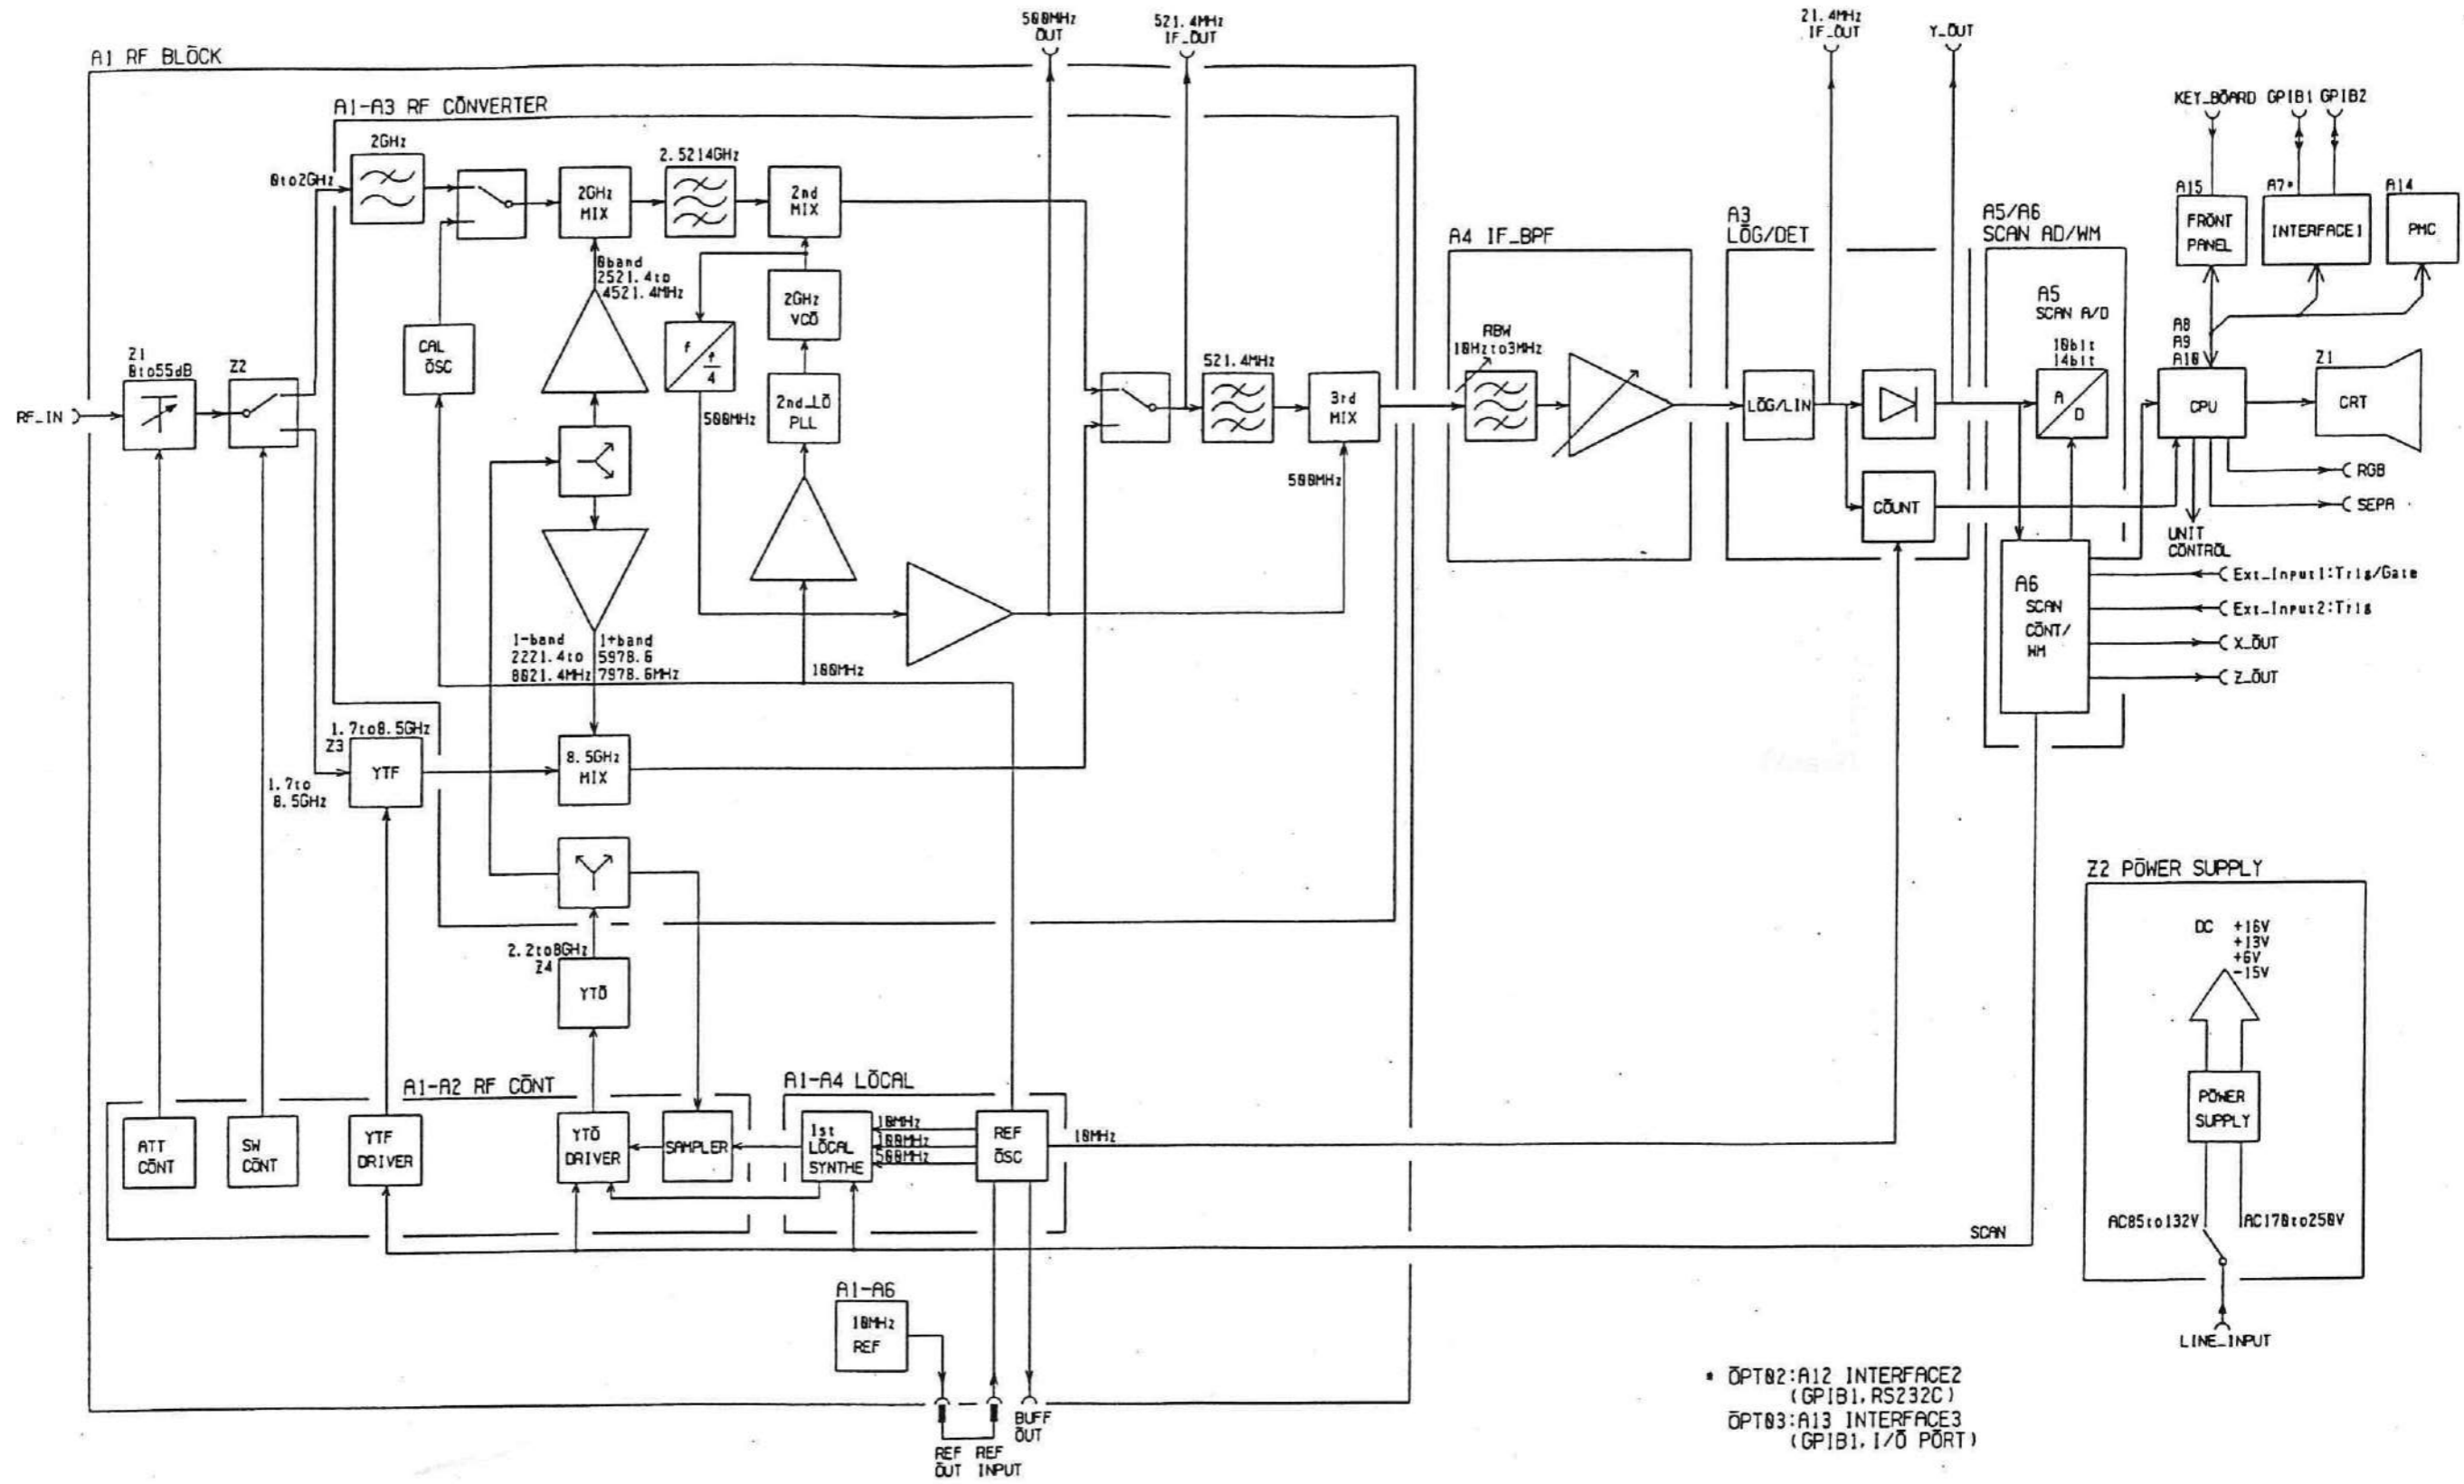 500MHz
OUT
521.4MHz
IF_OUT
21.4MHz
IF_OUT
Y_OUT
A1 RF BLOCK
A1-A3 RF CONVERTER
KEY_BOARD GPIB1 GPIB2
2GHz
2.5214GHz
0to2GHz
2GHz
MIX
2nd
MIX
A15
FRONT
PANEL
A7*
INTERFACE1
A14
PMC
A4 IF_BPF
A3
LOG/DET
A5/A6
SCAN AD/WM
0band
2521.4to
4521.4MHz
2GHz
VCO
A5
SCAN A/D
10bit
14bit
A
D
CAL
OSC
f
f
4
500MHz
2nd_LO
PLL
RBW
10Hzto3MHz
521.4MHz
3rd
MIX
500MHz
LOG/LIN
COUNT
A8
A9
A10
CPU
Z1
CRT
RGB
SEPA
UNIT
CONTROL
RF_IN
Z1
0to55dB
Z2
A6
SCAN
CONT/
WM
Ext_Input1:Trig/Gate
Ext_Input2:Trig
X_OUT
Z_OUT
1-band
2221.4to
8021.4MHz
1+band
5978.6
7978.6MHz
100MHz
1.7to8.5GHz
Z3
YTF
1.7to
8.5GHz
8.5GHz
MIX
2.2to8GHz
Z4
YTO
Z2 POWER SUPPLY
DC +16V
+13V
+6V
-15V
POWER
SUPPLY
AC85to132V
AC170to250V
LINE_INPUT
A1-A2 RF CONT
A1-A4 LOCAL
ATT
CONT
SW
CONT
YTF
DRIVER
YTO
DRIVER
SAMPLER
1st
LOCAL
SYNTHE
10MHz
100MHz
500MHz
REF
OSC
10MHz
SCAN
A1-A6
10MHz
REF
REF
OUT
REF
INPUT
BUFF
OUT
* OPT02:A12 INTERFACE2
(GPIB1,RS232C)
OPT03:A13 INTERFACE3
(GPIB1,I/O PORT)